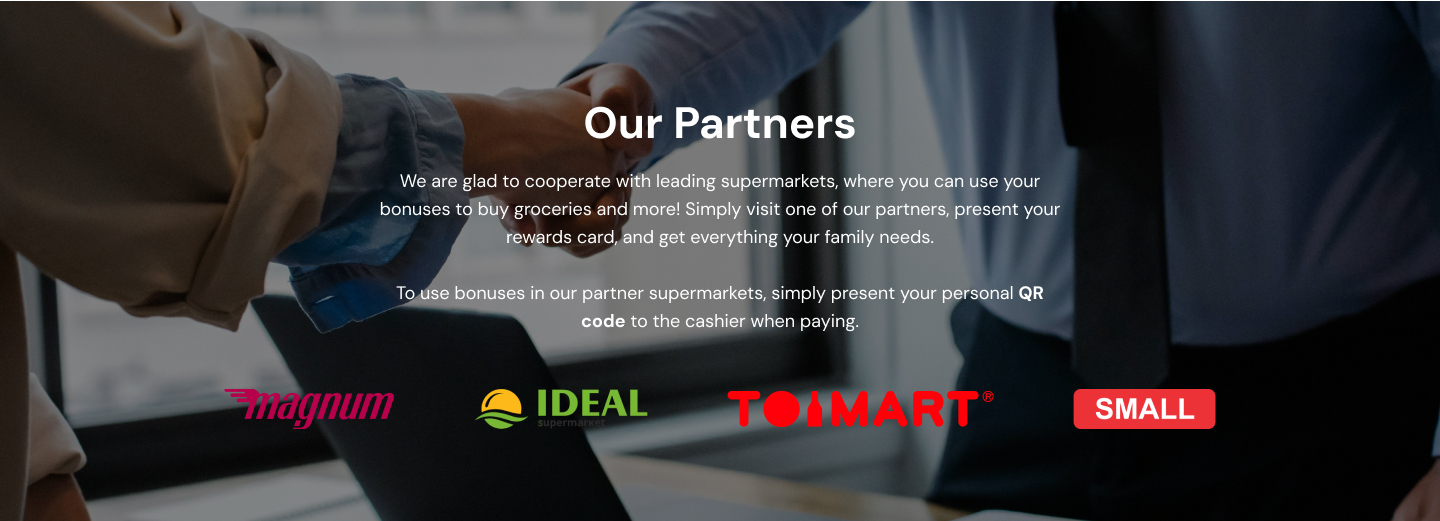 Our Partners
We are glad to cooperate with leading supermarkets, where you can use your
bonuses to buy groceries and more! Simply visit one of our partners, present your
rewards card, and get everything your family needs.
To use bonuses in our partner supermarkets, simply present your personal QR
code to the cashier when paying.
magnum IDEAL TOIMART® SMALL
supermarket